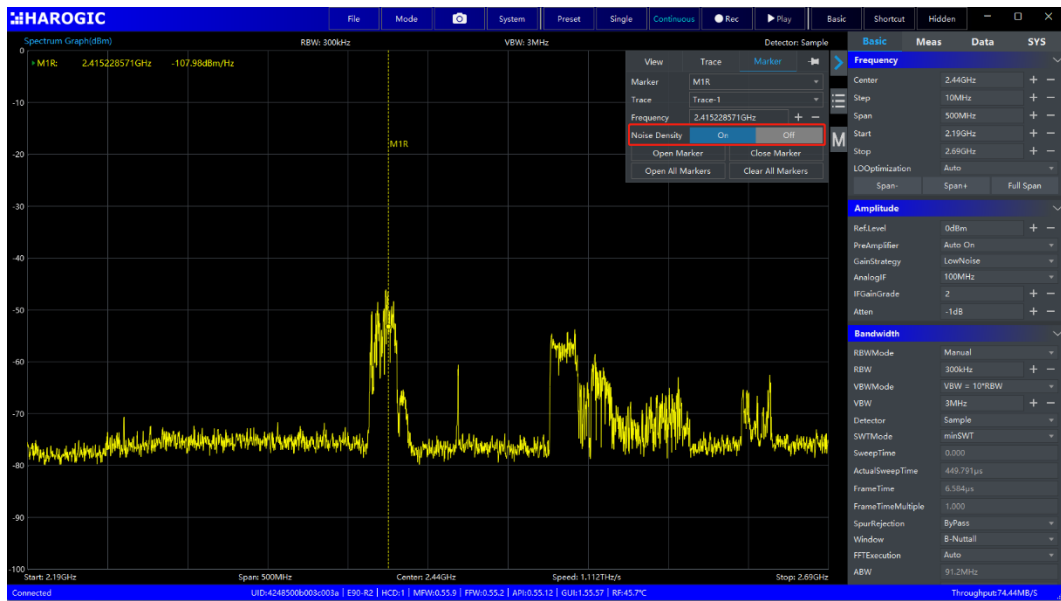 HAROGIC
File Mode System Preset Single Continuous Rec Play Basic Shortcut Hidden
Spectrum Graph(dBm) RBW: 300kHz VBW: 3MHz Detector: Sample
M1R: 2.415228571GHz -107.98dBm/Hz
M1R
0
-10
-20
-30
-40
-50
-60
-70
-80
-90
-100
Start: 2.19GHz Span: 500MHz Center: 2.44GHz Speed: 1.112THz/s Stop: 2.69GHz
View Trace Marker
Marker M1R
Trace Trace-1
Frequency 2.415228571GHz + −
Noise Density On Off
Open Marker Close Marker
Open All Markers Clear All Markers
M
Basic Meas Data SYS
Frequency
Center 2.44GHz + −
Step 10MHz + −
Span 500MHz + −
Start 2.19GHz + −
Stop 2.69GHz + −
LOOptimization Auto
Span- Span+ Full Span
Amplitude
Ref.Level 0dBm + −
PreAmplifier Auto On
GainStrategy LowNoise
AnalogIF 100MHz
IFGainGrade 2 + −
Atten -1dB + −
Bandwidth
RBWMode Manual
RBW 300kHz + −
VBWMode VBW = 10*RBW
VBW 3MHz + −
Detector Sample
SWTMode minSWT
SweepTime 0.000
ActualSweepTime 449.791µs
FrameTime 6.584µs
FrameTimeMultiple 1.000
SpurRejection ByPass
Window B-Nuttall
FFTExecution Auto
ABW 91.2MHz
Connected UID:4248500b003c003a | E90-R2 | HCD:1 | MFW:0.55.9 | FFW:0.55.2 | API:0.55.12 | GUI:1.55.57 | RF:45.7°C Throughput:74.44MB/S